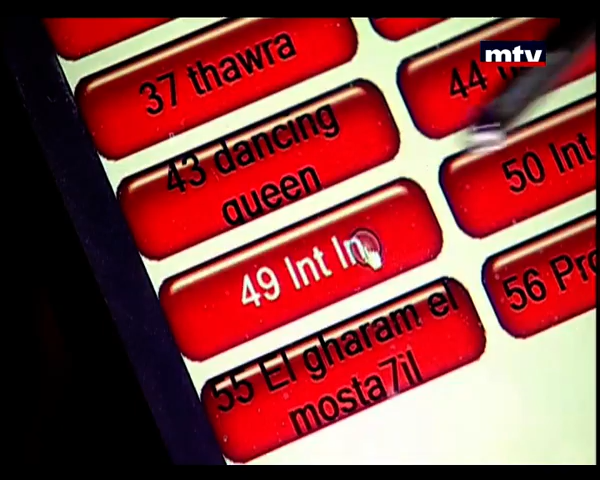 mtv
37 thawra
44
43 dancing
queen
50 Int
49 Int In
56 Pro
55 El gharam el
mosta7il